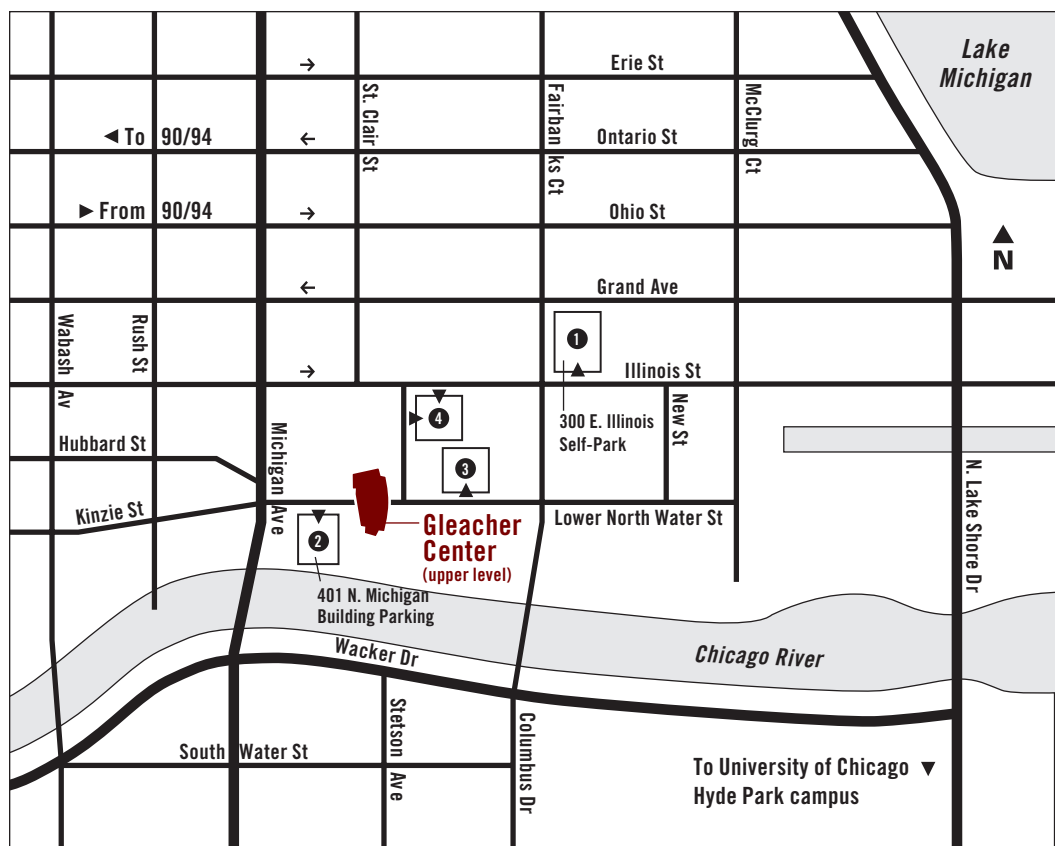 Lake
Michigan
Erie St
St. Clair St
Fairban ks Ct
McClurg Ct
◄ To 90/94
Ontario St
► From 90/94
Ohio St
N
Grand Ave
Wabash Av
Rush St
1
Illinois St
4
300 E. Illinois
Self-Park
New St
Hubbard St
Michigan Ave
3
N. Lake Shore Dr
Kinzie St
Lower North Water St
Gleacher
Center
(upper level)
2
401 N. Michigan
Building Parking
Wacker Dr
Chicago River
South Water St
Stetson Ave
Columbus Dr
To University of Chicago ▼
Hyde Park campus